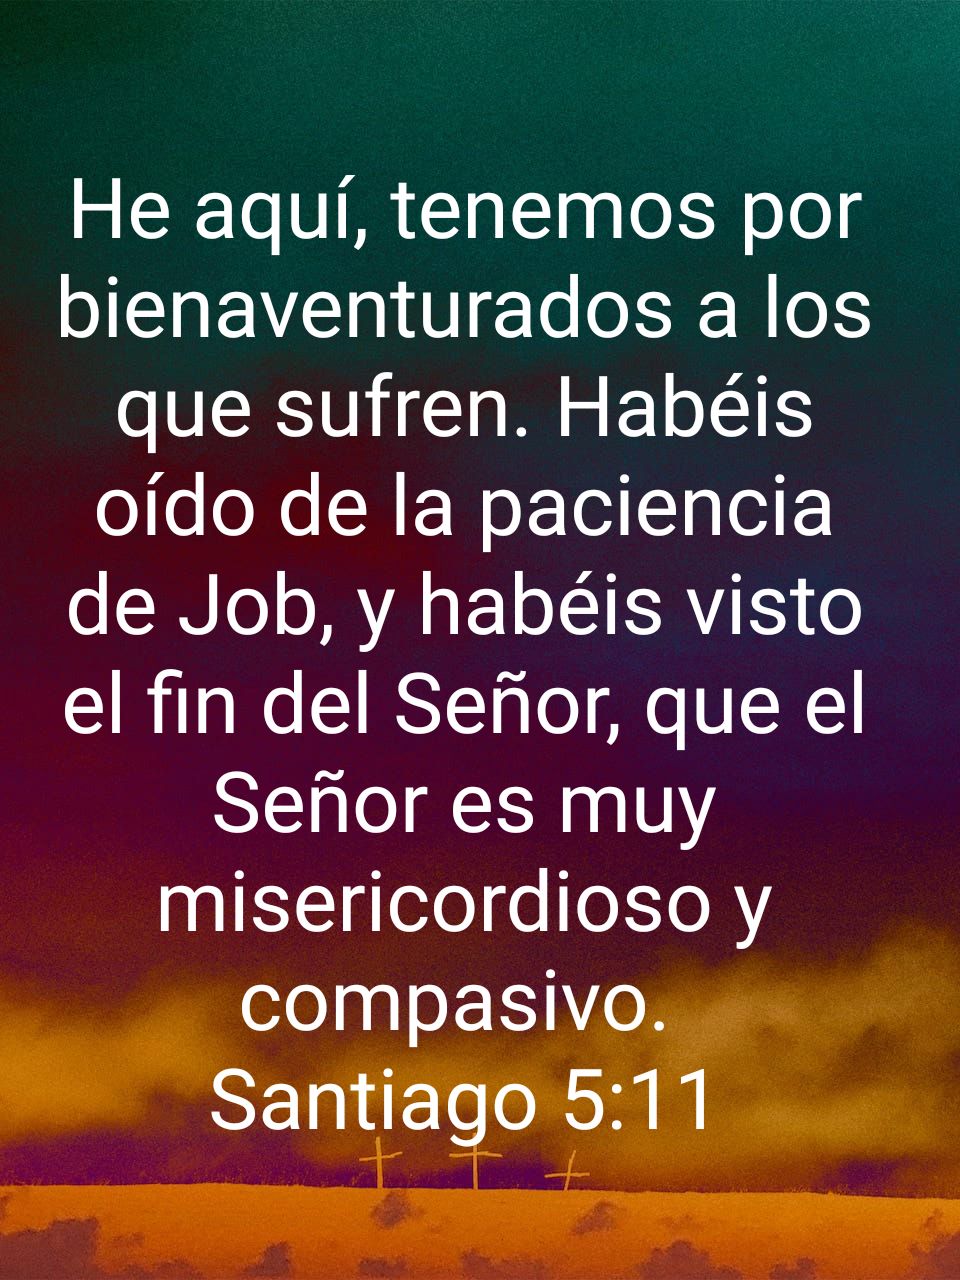 He aquí, tenemos por
bienaventurados a los
que sufren. Habéis
oído de la paciencia
de Job, y habéis visto
el fin del Señor, que el
Señor es muy
misericordioso y
compasivo.
Santiago 5:11